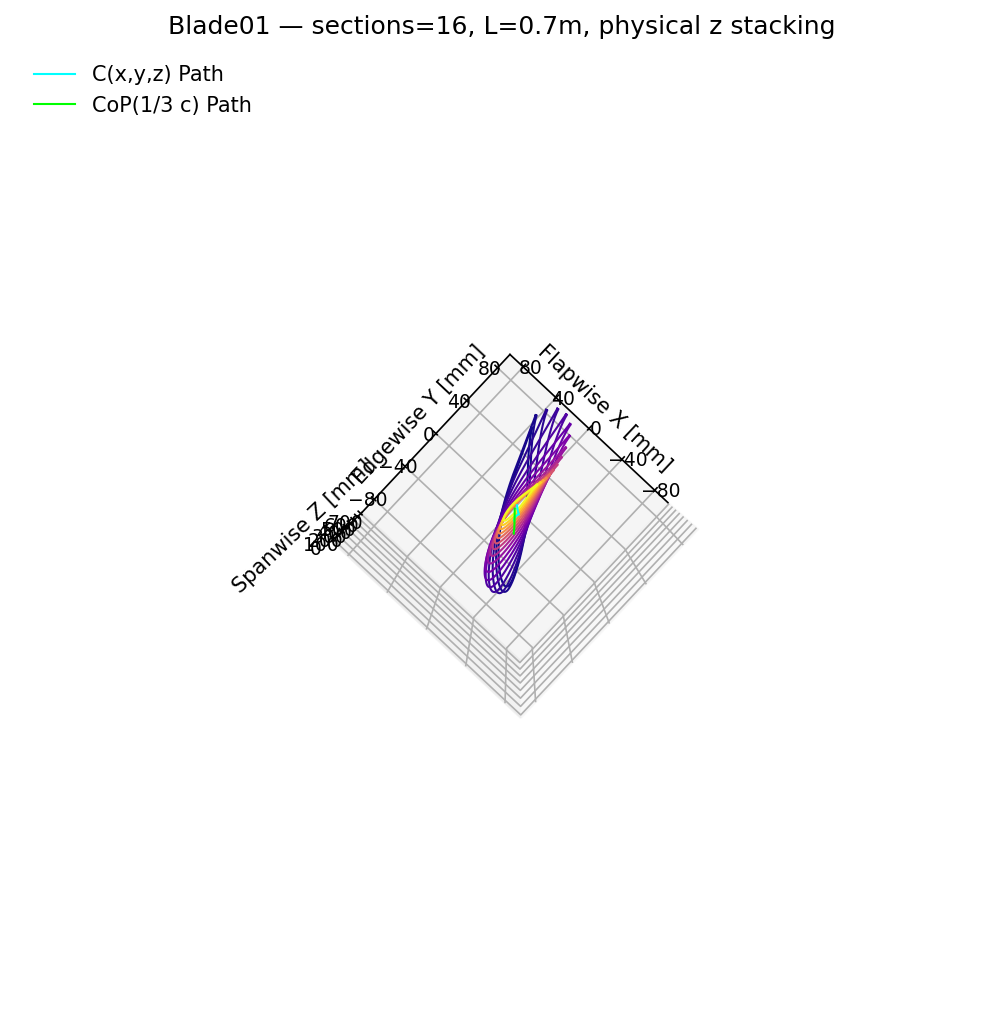 Blade01 — sections=16, L=0.7m, physical z stacking
C(x,y,z) Path
CoP(1/3 c) Path
Flapwise X [mm]
80
40
0
−40
−80
Edgewise Y [mm]
80
40
0
−40
−80
Spanwise Z [mm]